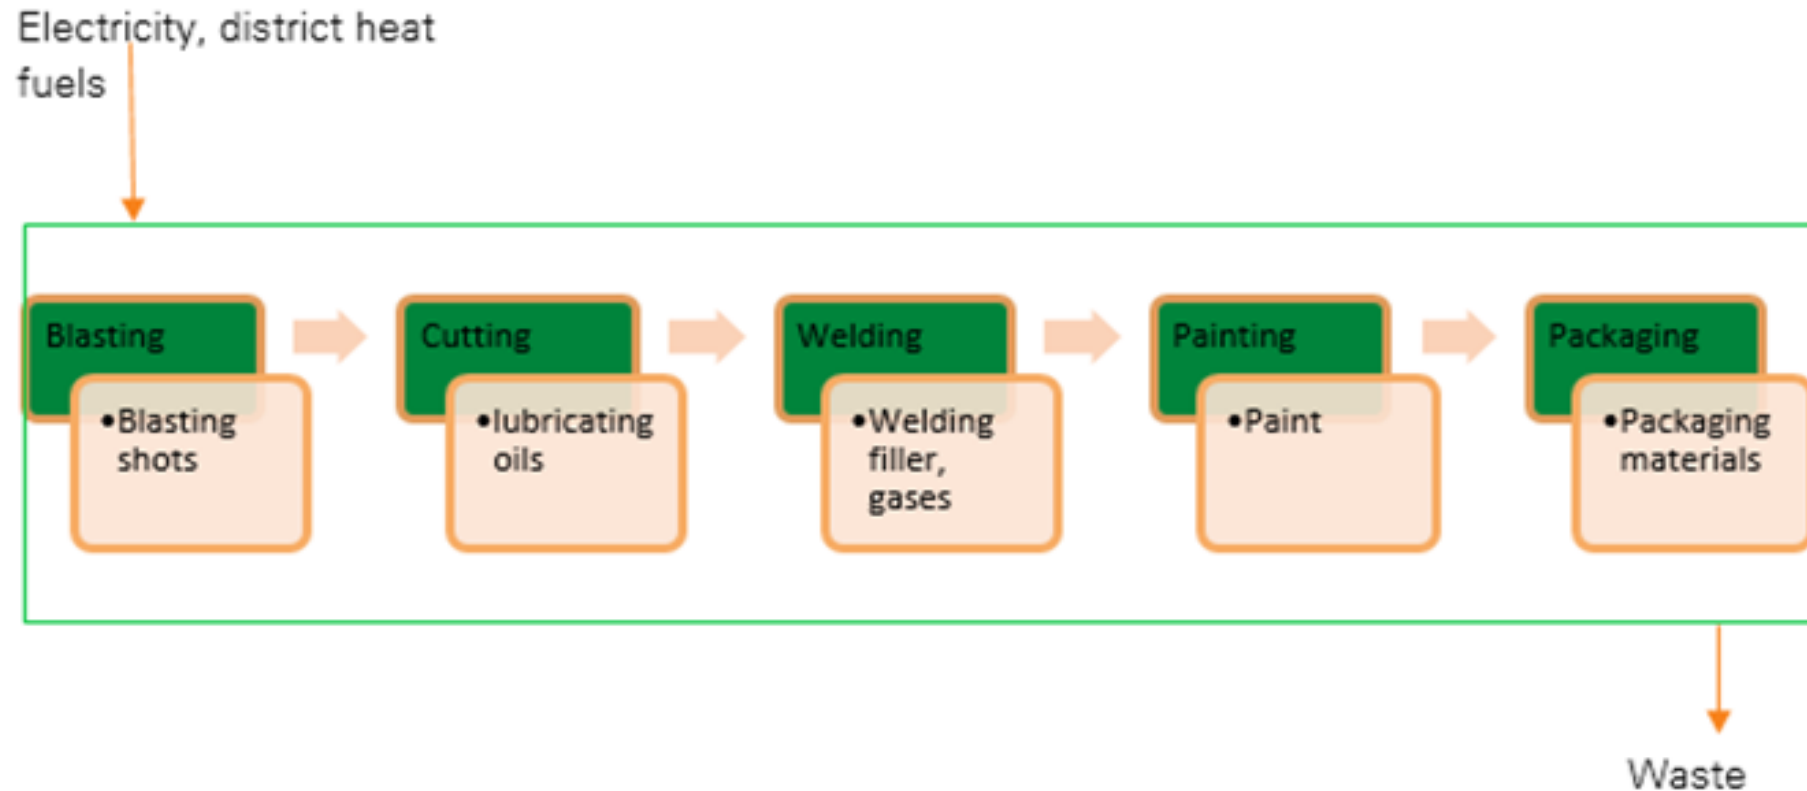 Electricity, district heat
fuels
Blasting
•Blasting
shots
Cutting
•lubricating
oils
Welding
•Welding
filler,
gases
Painting
•Paint
Packaging
•Packaging
materials
Waste